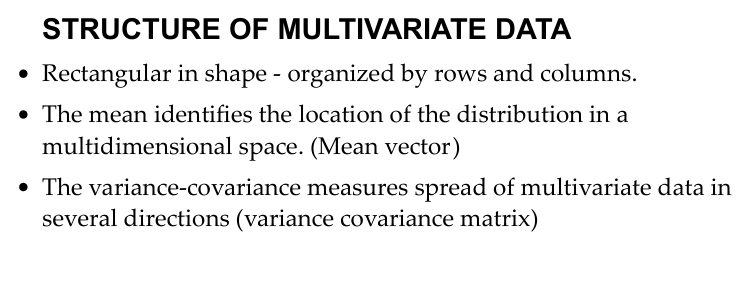 STRUCTURE OF MULTIVARIATE DATA
• Rectangular in shape - organized by rows and columns.
• The mean identifies the location of the distribution in a
multidimensional space. (Mean vector)
• The variance-covariance measures spread of multivariate data in
several directions (variance covariance matrix)